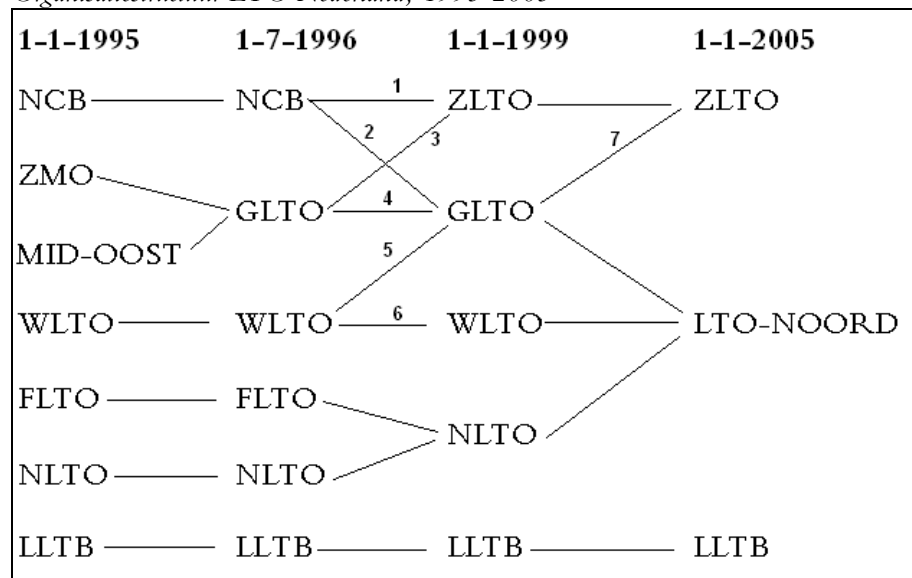 Organisatiestructuur LTO-Nederland, 1995-2005
1-1-1995 1-7-1996 1-1-1999 1-1-2005
NCB NCB 1 ZLTO ZLTO
2 3 7
ZMO
GLTO 4 GLTO
MID-OOST 5
WLTO WLTO 6 WLTO LTO-NOORD
FLTO FLTO
NLTO
NLTO NLTO
LLTB LLTB LLTB LLTB